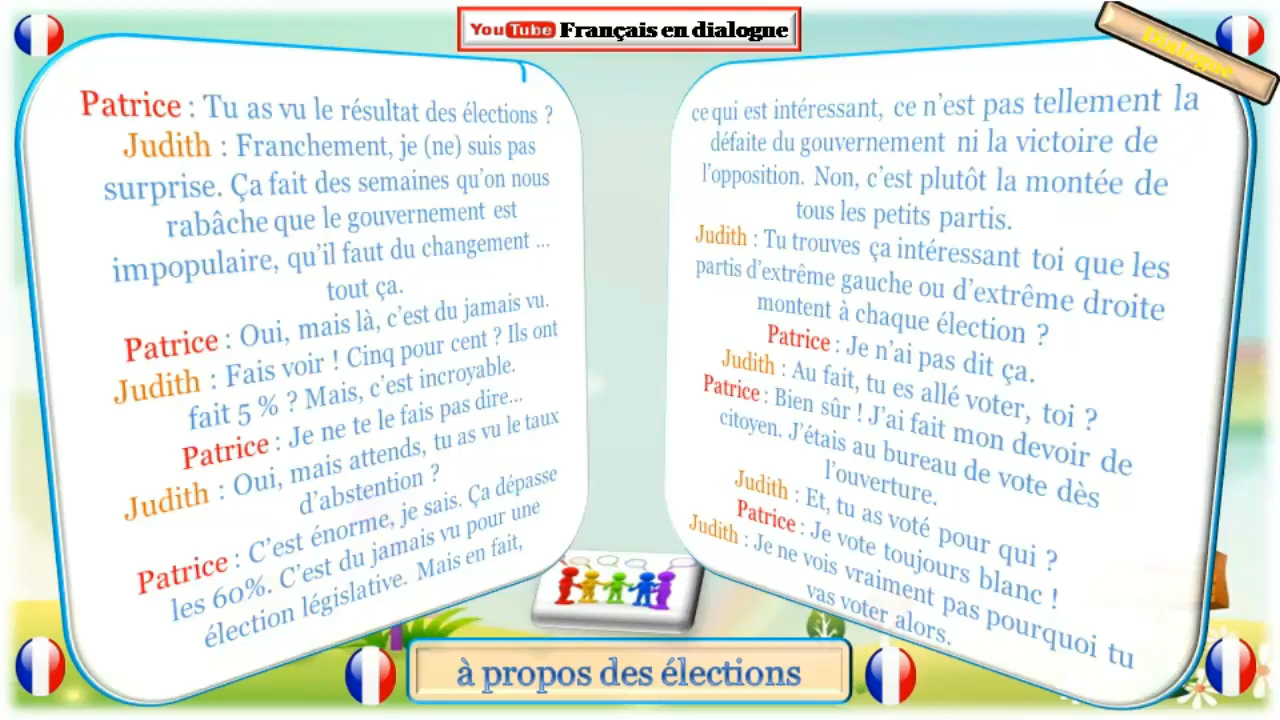 YouTube Français en dialogue
Dialogue
Patrice : Tu as vu le résultat des élections ?
Judith : Franchement, je (ne) suis pas
surprise. Ça fait des semaines qu'on nous
rabâche que le gouvernement est
impopulaire, qu'il faut du changement ...
tout ça.
Patrice : Oui, mais là, c'est du jamais vu.
Judith : Fais voir ! Cinq pour cent ? Ils ont
fait 5 % ? Mais, c'est incroyable.
Patrice : Je ne te le fais pas dire...
Judith : Oui, mais attends, tu as vu le taux
d'abstention ?
Patrice : C'est énorme, je sais. Ça dépasse
les 60%. C'est du jamais vu pour une
élection législative. Mais en fait,
ce qui est intéressant, ce n'est pas tellement la
défaite du gouvernement ni la victoire de
l'opposition. Non, c'est plutôt la montée de
tous les petits partis.
Judith : Tu trouves ça intéressant toi que les
partis d'extrême gauche ou d'extrême droite
montent à chaque élection ?
Patrice : Je n'ai pas dit ça.
Judith : Au fait, tu es allé voter, toi ?
Patrice : Bien sûr ! J'ai fait mon devoir de
citoyen. J'étais au bureau de vote dès
l'ouverture.
Judith : Et, tu as voté pour qui ?
Patrice : Je vote toujours blanc !
Judith : Je ne vois vraiment pas pourquoi tu
vas voter alors.
à propos des élections